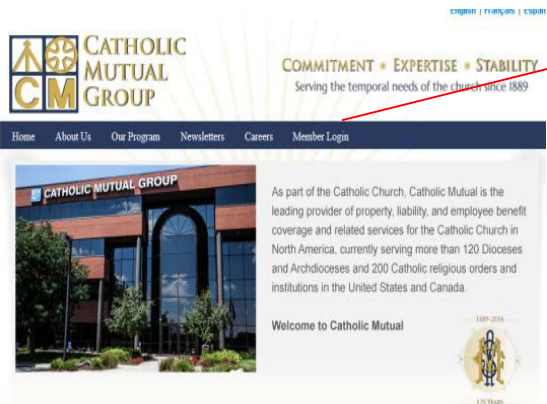 English | Français | Españ
CATHOLIC
MUTUAL
GROUP
CM
COMMITMENT • EXPERTISE • STABILITY
Serving the temporal needs of the church since 1889
Home About Us Our Program Newsletters Careers Member Login
CATHOLIC MUTUAL GROUP
As part of the Catholic Church, Catholic Mutual is the
leading provider of property, liability, and employee benefit
coverage and related services for the Catholic Church in
North America, currently serving more than 120 Dioceses
and Archdioceses and 200 Catholic religious orders and
institutions in the United States and Canada.
Welcome to Catholic Mutual
1889-2016
125 YEARS